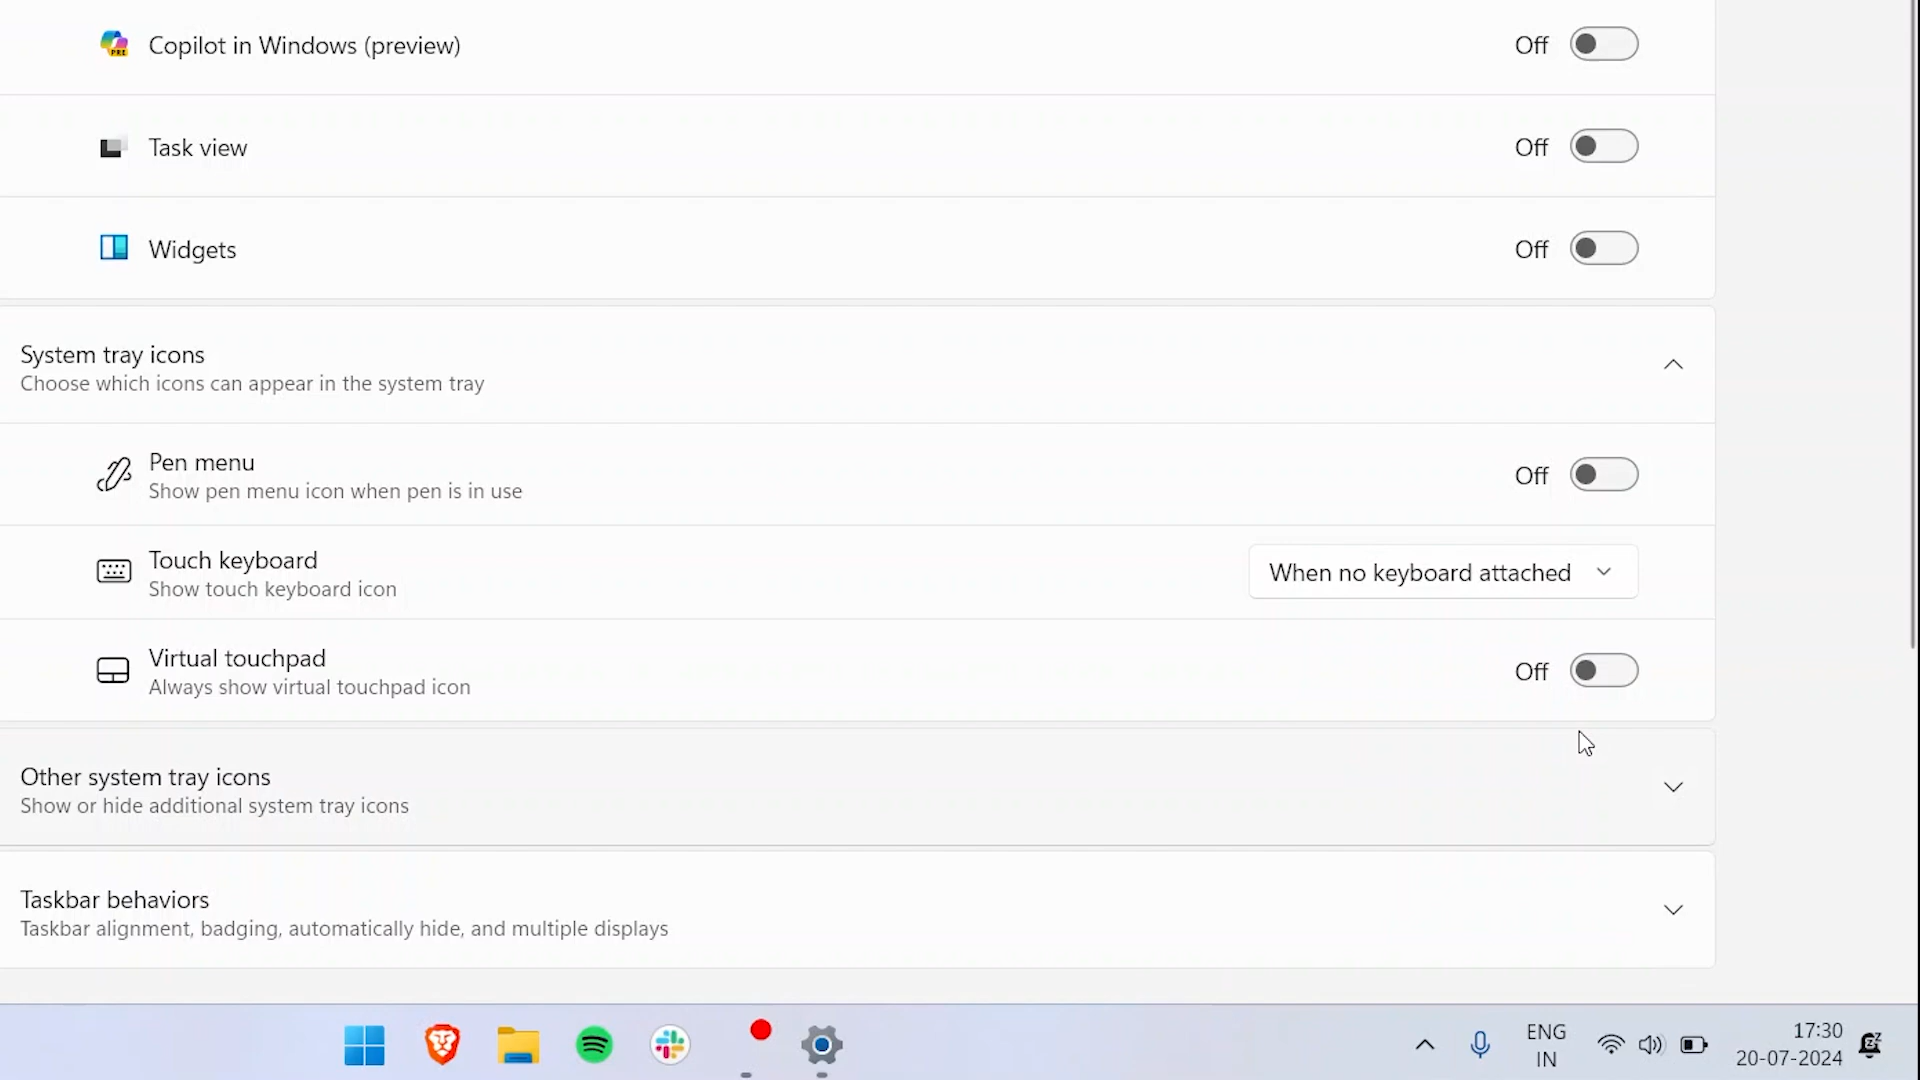 Copilot in Windows (preview)
Off
Task view
Off
Widgets
Off
System tray icons
Choose which icons can appear in the system tray
Pen menu
Show pen menu icon when pen is in use
Off
Touch keyboard
Show touch keyboard icon
When no keyboard attached
Virtual touchpad
Always show virtual touchpad icon
Off
Other system tray icons
Show or hide additional system tray icons
Taskbar behaviors
Taskbar alignment, badging, automatically hide, and multiple displays
ENG
IN
17:30
20-07-2024